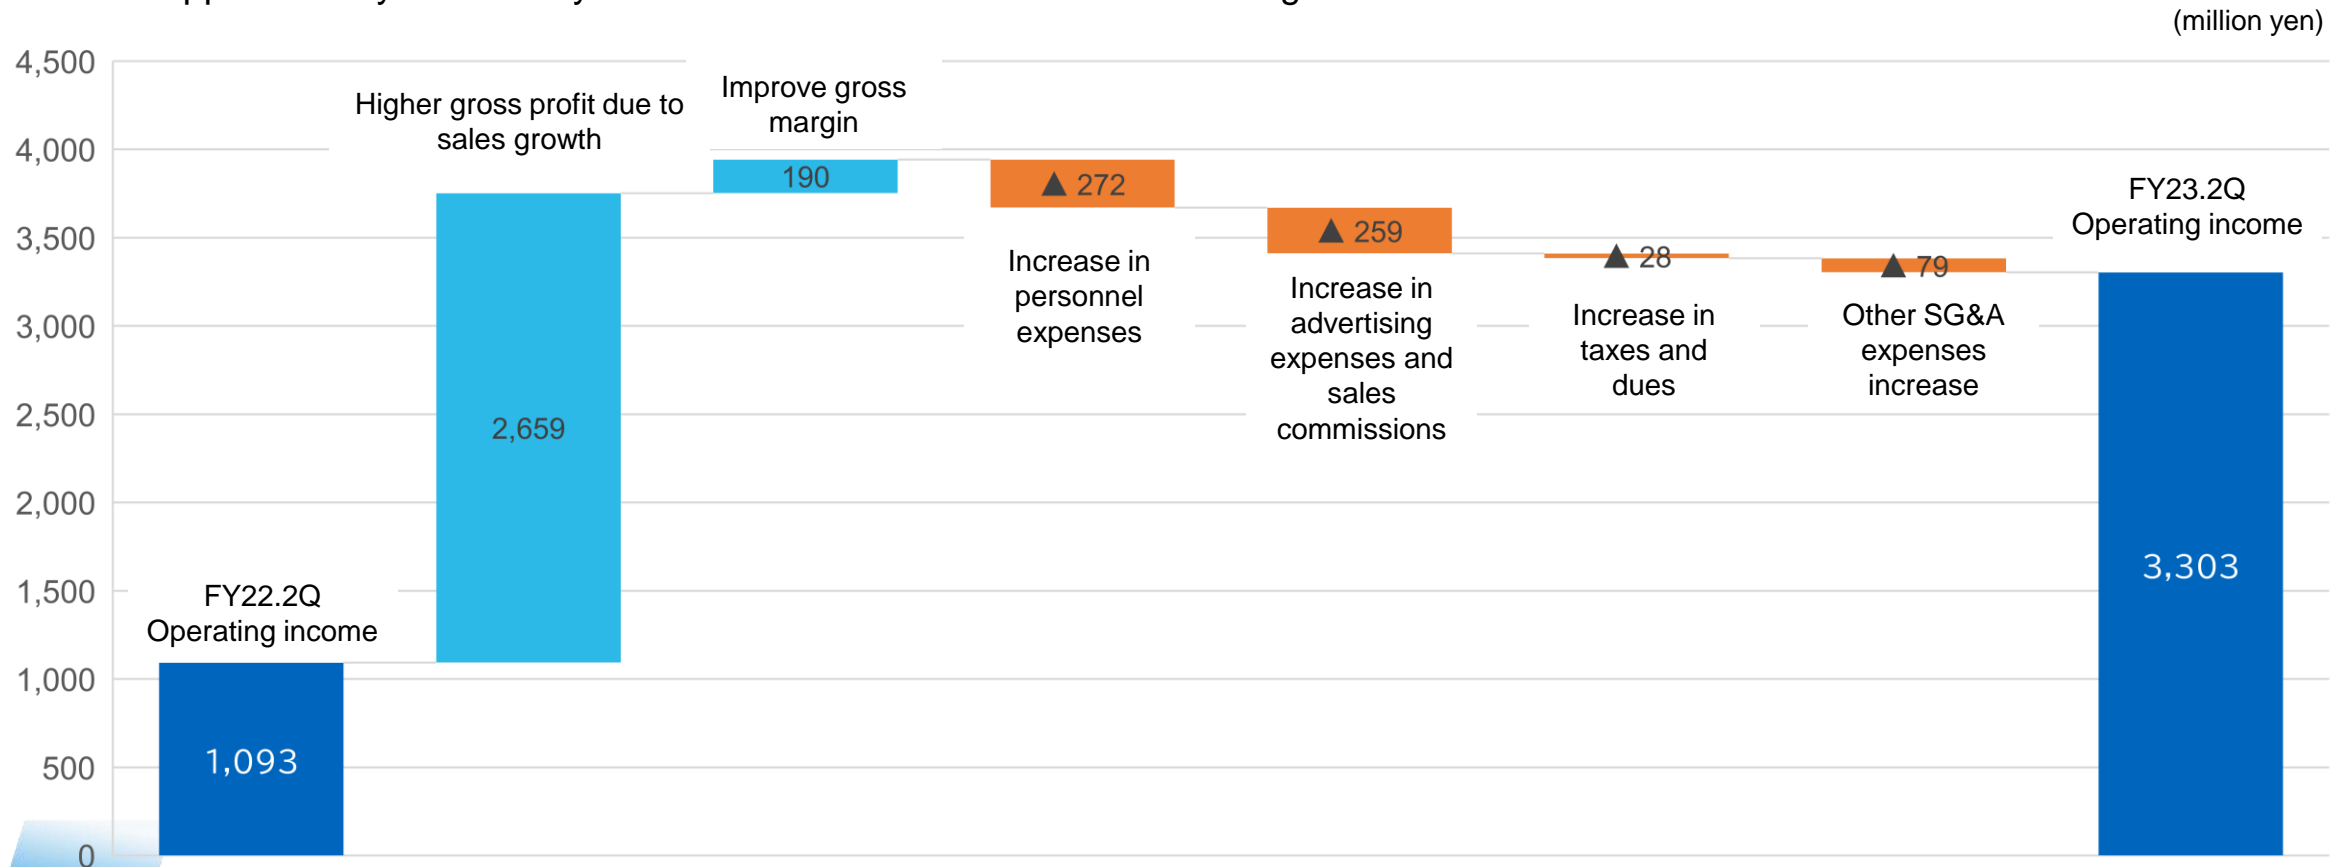 (million yen)
4,500
4,000
3,500
3,000
2,500
2,000
1,500
1,000
500
0
FY22.2Q
Operating income
1,093
Higher gross profit due to
sales growth
2,659
Improve gross
margin
190
▲ 272
Increase in
personnel
expenses
▲ 259
Increase in
advertising
expenses and
sales
commissions
▲ 28
Increase in
taxes and
dues
▲ 79
Other SG&A
expenses
increase
FY23.2Q
Operating income
3,303